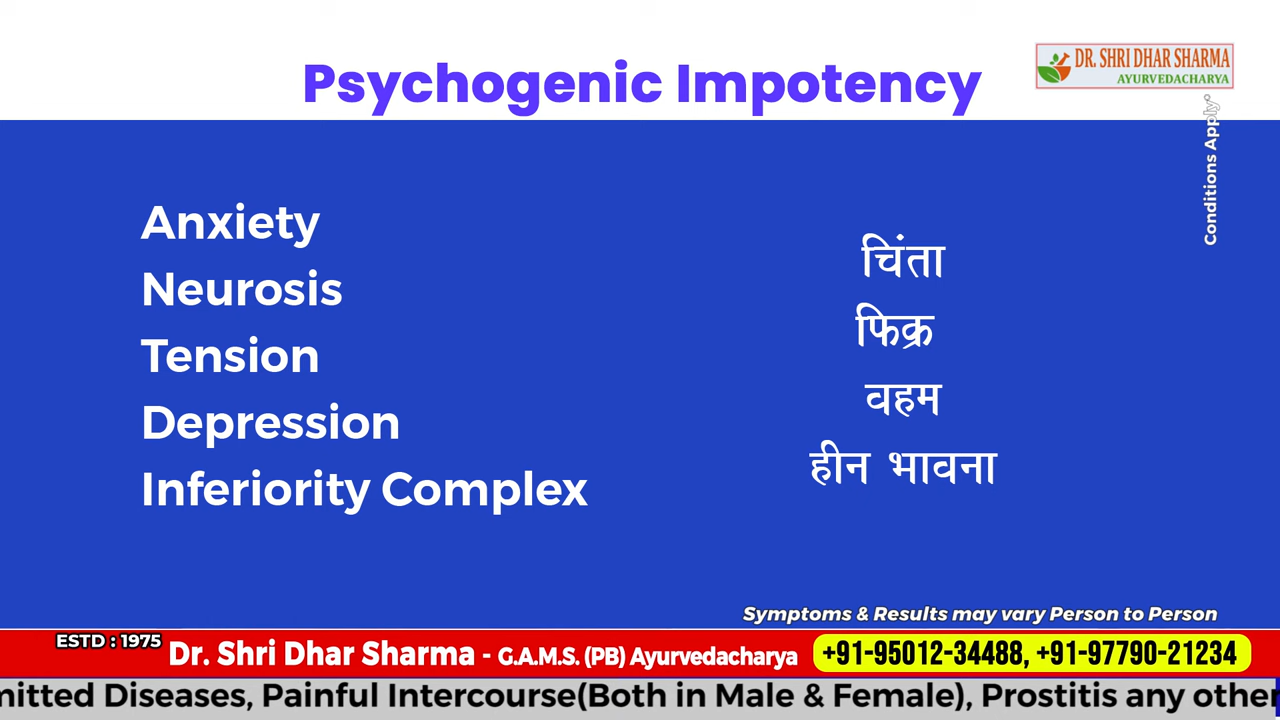 Psychogenic Impotency
DR. SHRI DHAR SHARMA
AYURVEDACHARYA
Conditions Apply*
Anxiety
Neurosis
Tension
Depression
Inferiority Complex
चिंता
फिक्र
वहम
हीन भावना
Symptoms & Results may vary Person to Person
ESTD : 1975
Dr. Shri Dhar Sharma - G.A.M.S. (PB) Ayurvedacharya
+91-95012-34488, +91-97790-21234
mitted Diseases, Painful Intercourse(Both in Male & Female), Prostitis any other